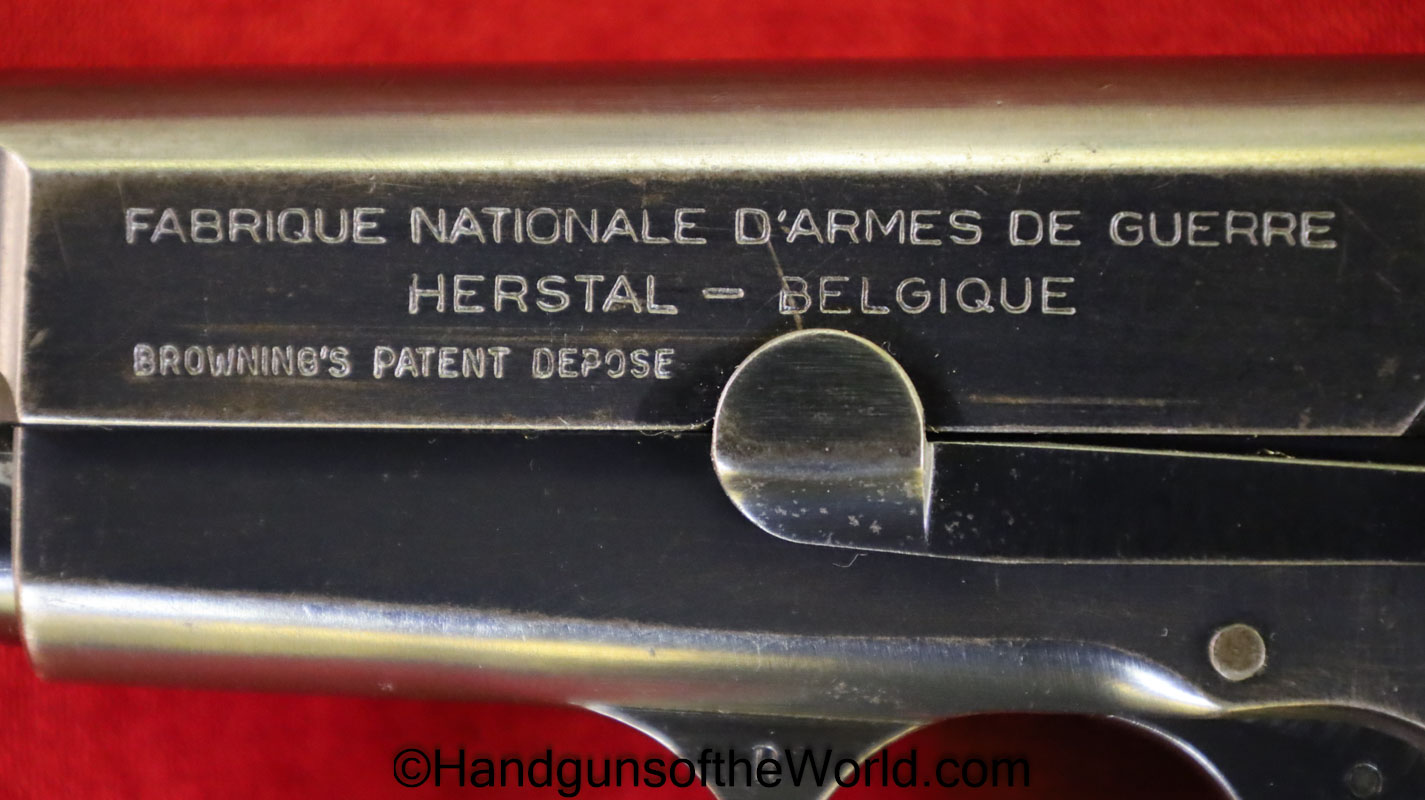 FABRIQUE NATIONALE D'ARMES DE GUERRE
HERSTAL – BELGIQUE
BROWNING'S PATENT DEPOSE
©HandgunsoftheWorld.com